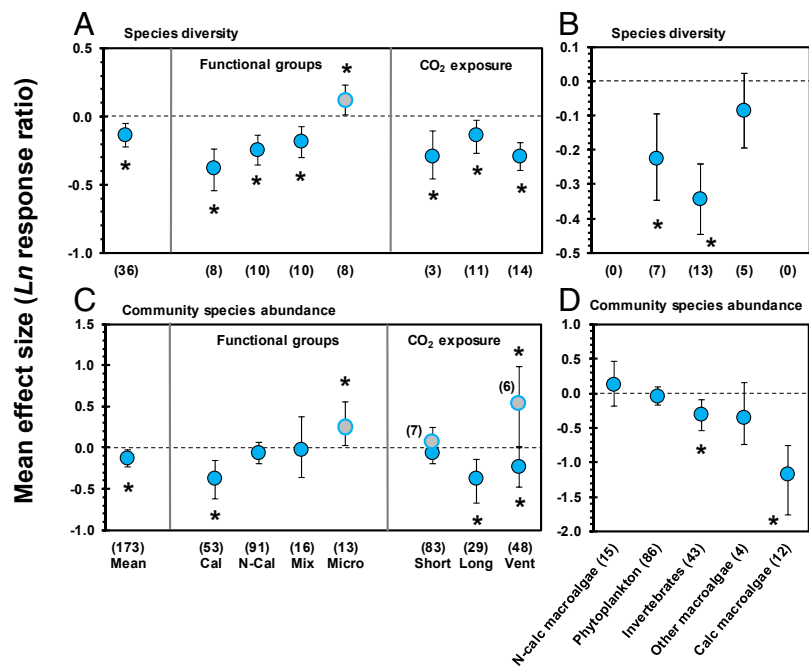 A Species diversity
Functional groups
CO2 exposure
0.5
0.0
-0.5
-1.0
* * * * * * * *
(36) (8) (10) (10) (8) (3) (11) (14)
B Species diversity
0.1
0.0
-0.1
-0.2
-0.3
-0.4
-0.5
* *
(0) (7) (13) (5) (0)
Mean effect size (Ln response ratio)
C Community species abundance
Functional groups
CO2 exposure
1.5
1.0
0.5
0.0
-0.5
-1.0
(7) (6)
* * * * * *
(173) (53) (91) (16) (13) (83) (29) (48)
Mean Cal N-Cal Mix Micro Short Long Vent
D Community species abundance
1.0
0.5
0.0
-0.5
-1.0
-1.5
-2.0
* *
N-calc macroalgae (15)
Phytoplankton (86)
Invertebrates (43)
Other macroalgae (4)
Calc macroalgae (12)